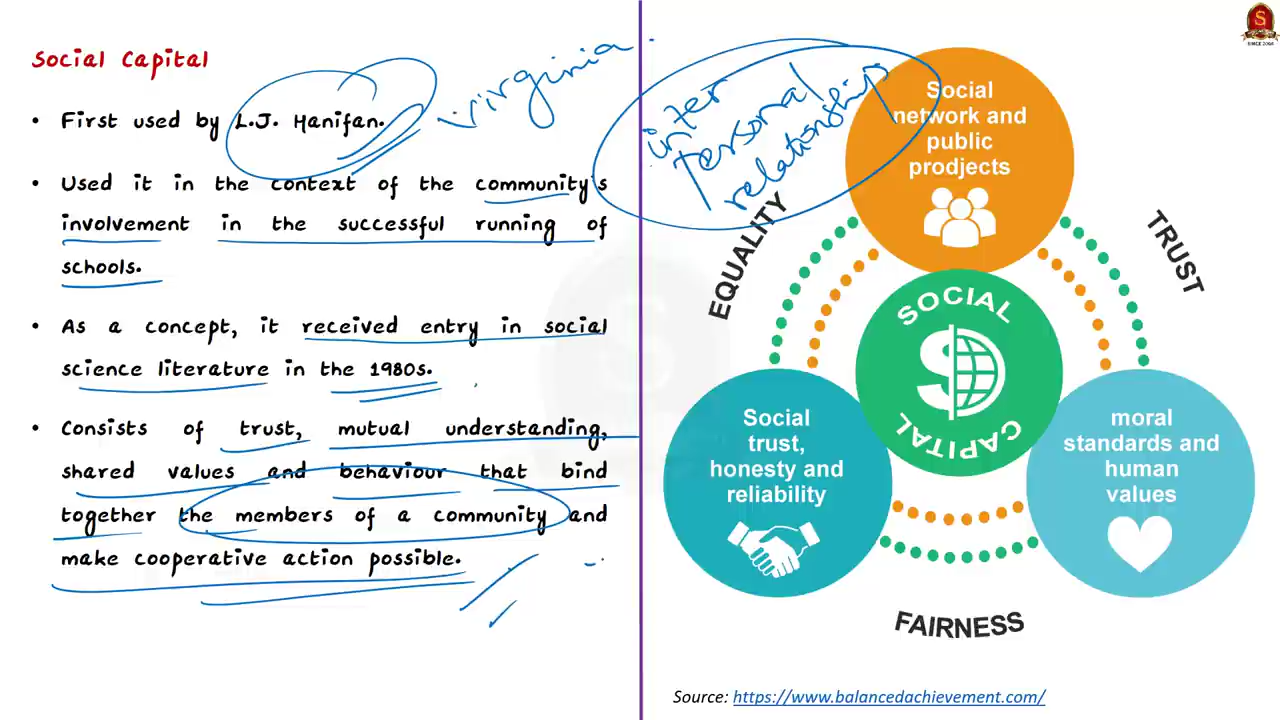 Social Capital
• First used by L.J. Hanifan.
Virginia
• Used it in the context of the community's
involvement in the successful running of
schools.
• As a concept, it received entry in social
science literature in the 1980s.
• Consists of trust, mutual understanding,
shared values and behaviour that bind
together the members of a community and
make cooperative action possible.
inter
personal
relationships
Social
network and
public
prodjects
EQUALITY
TRUST
SOCIAL
CAPITAL
Social
trust,
honesty and
reliability
moral
standards and
human
values
FAIRNESS
Source: https://www.balancedachievement.com/
S
SINCE 2004